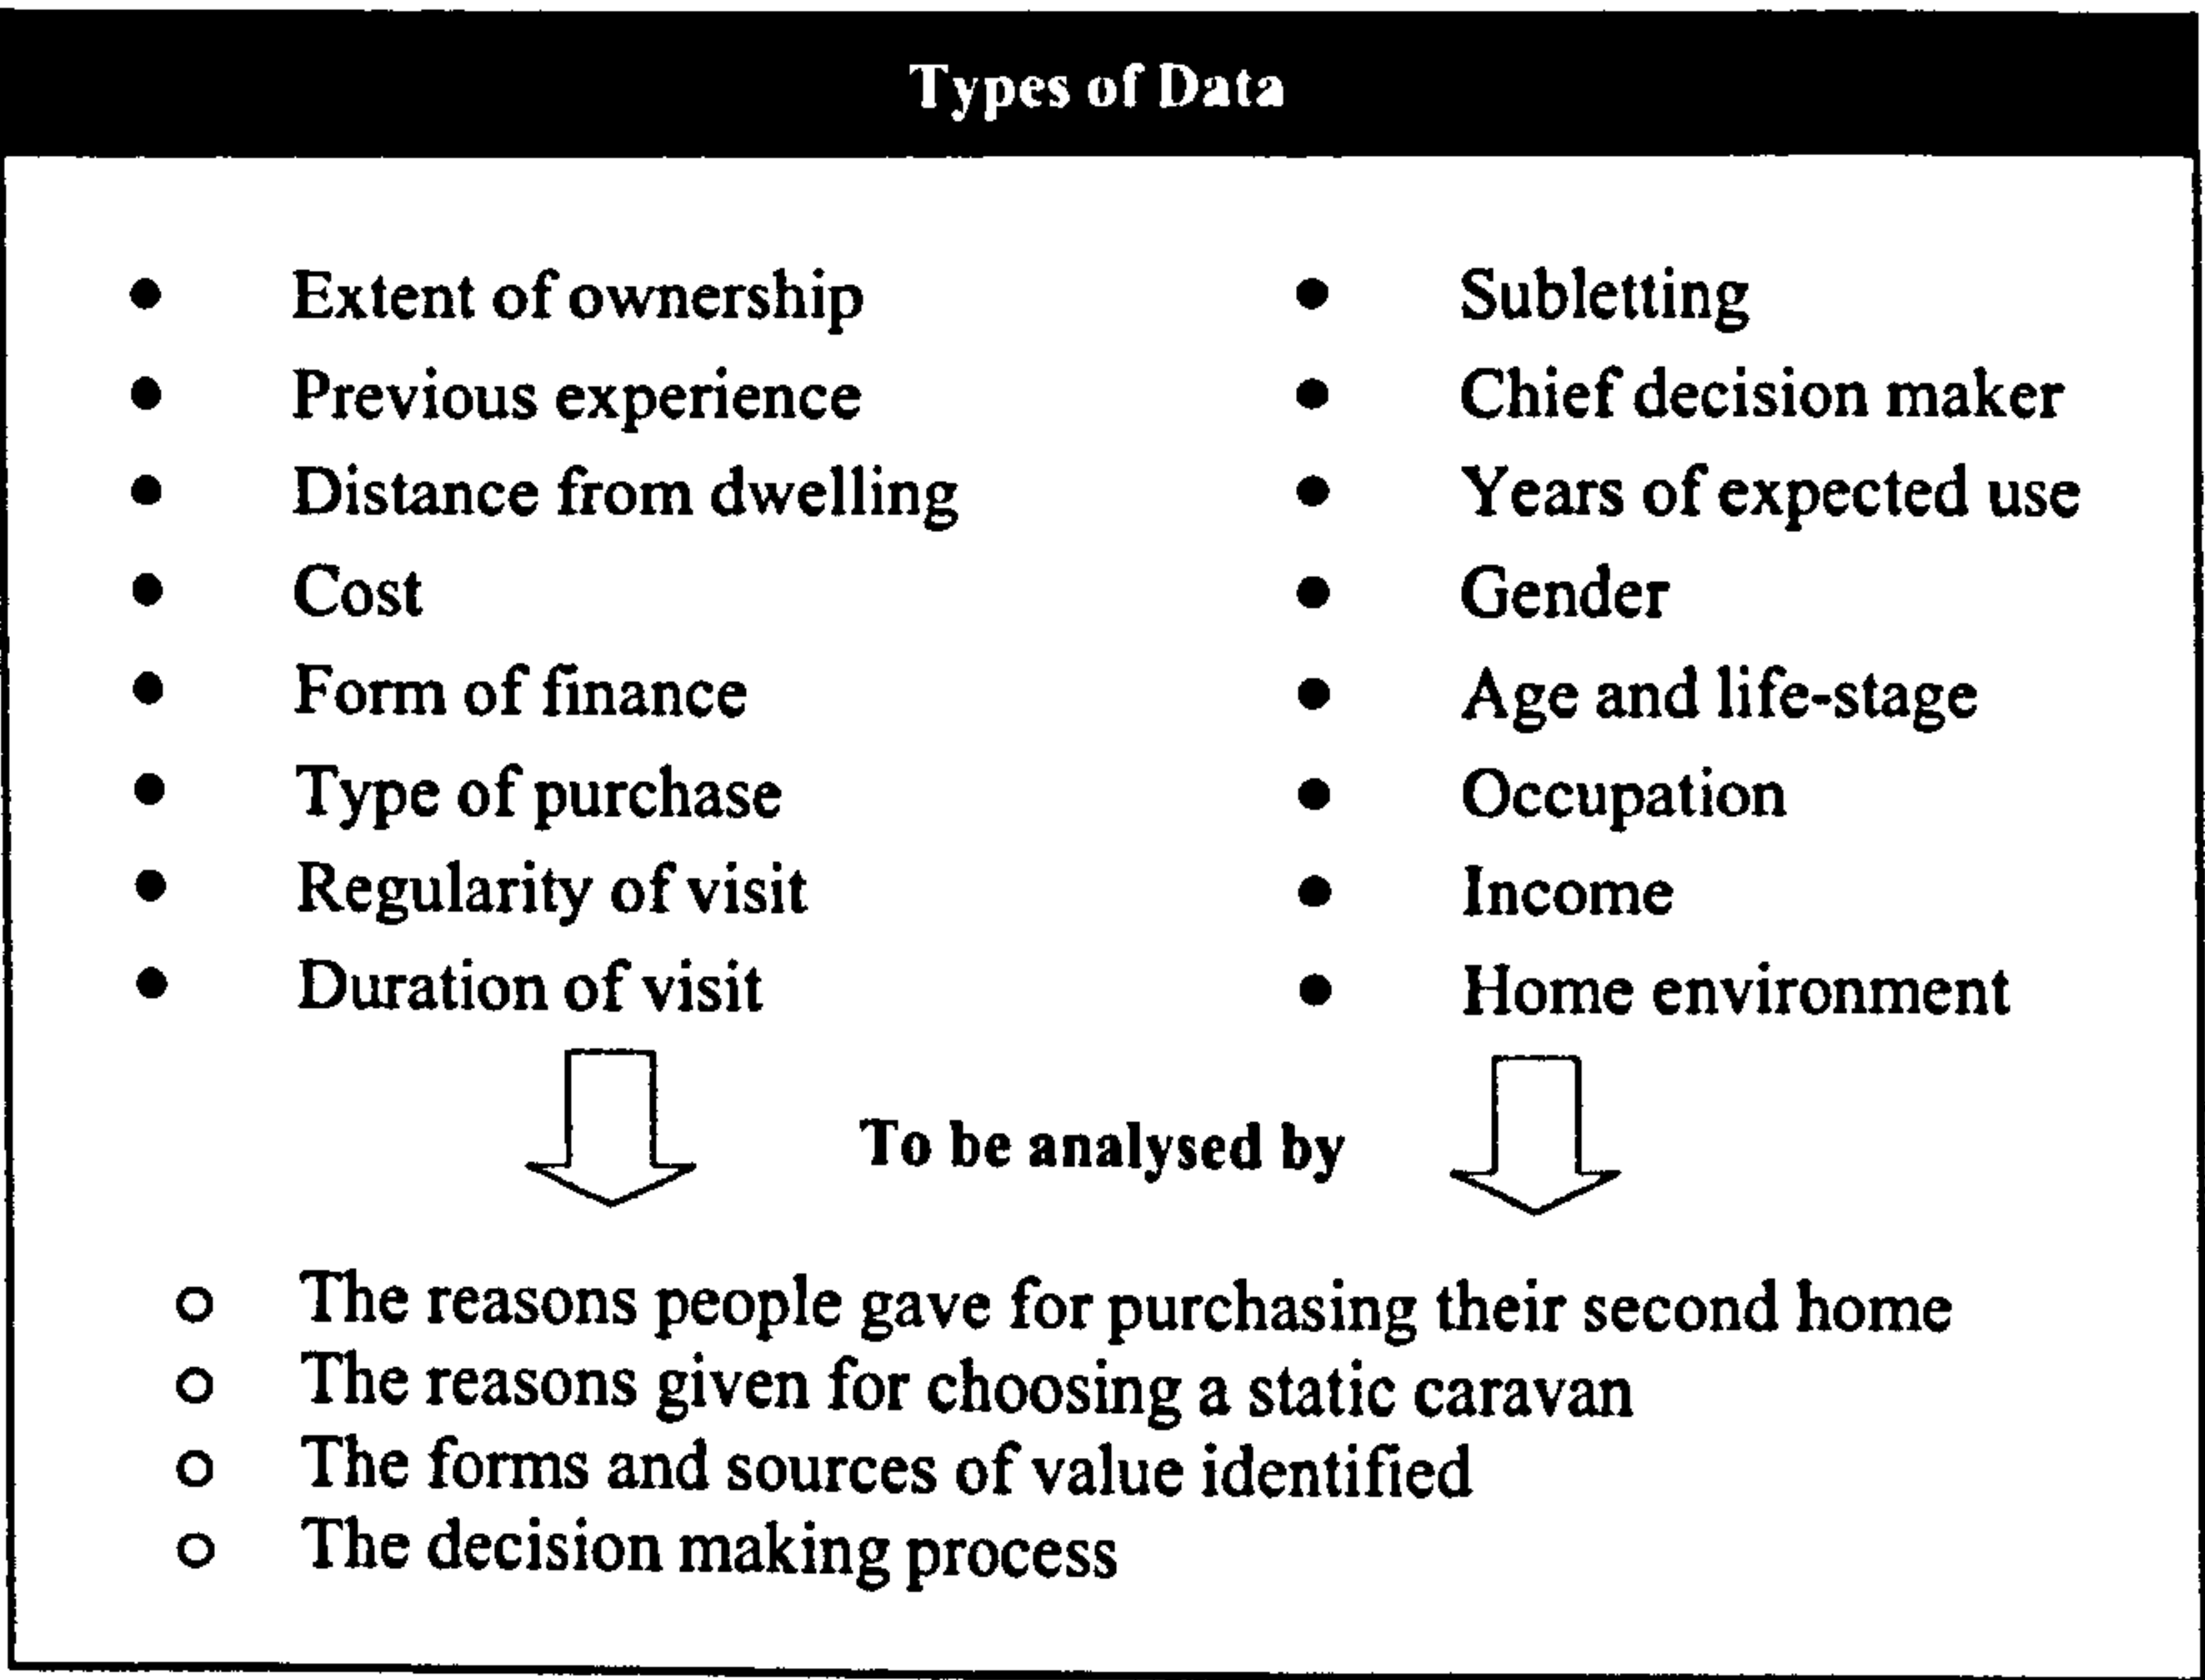 Types of Data
• Extent of ownership
• Previous experience
• Distance from dwelling
• Cost
• Form of finance
• Type of purchase
• Regularity of visit
• Duration of visit
• Subletting
• Chief decision maker
• Years of expected use
• Gender
• Age and life-stage
• Occupation
• Income
• Home environment
To be analysed by
o The reasons people gave for purchasing their second home
o The reasons given for choosing a static caravan
o The forms and sources of value identified
o The decision making process